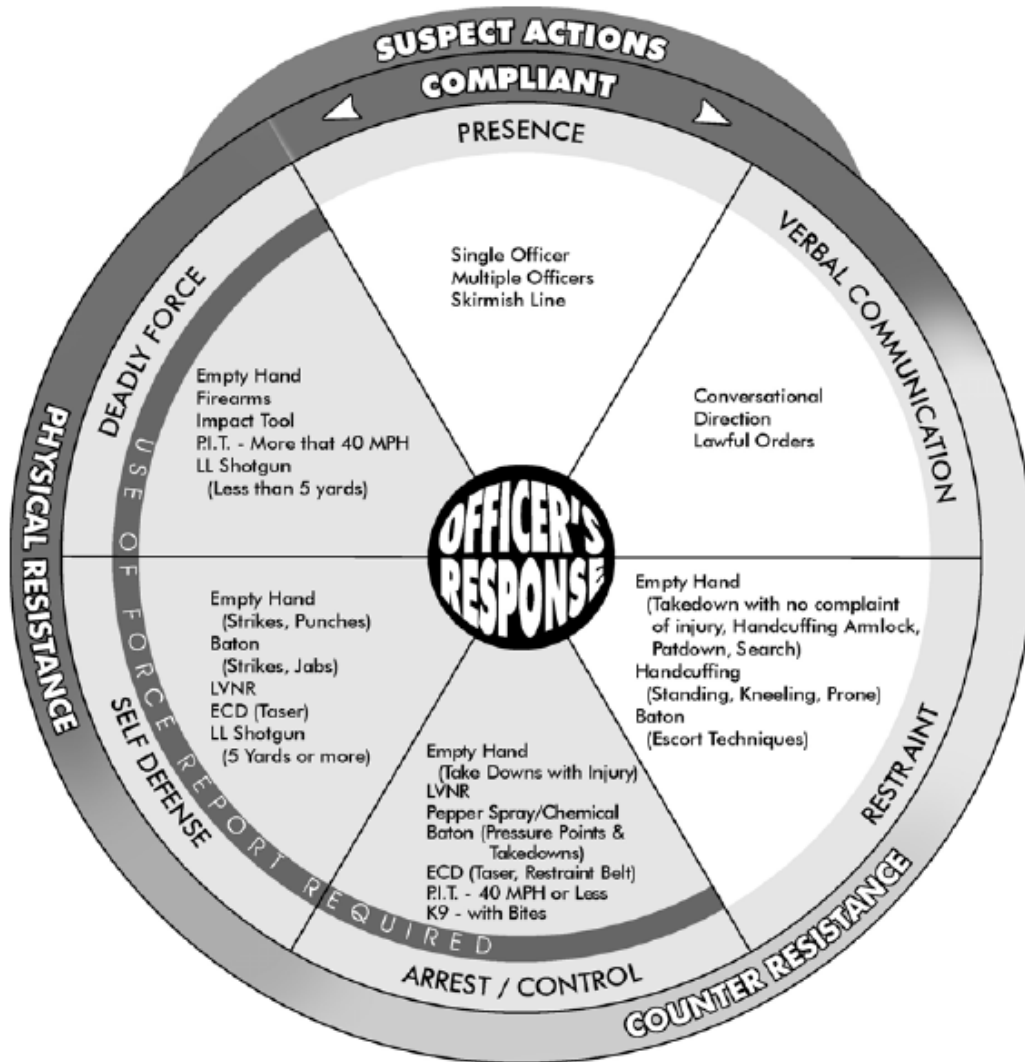 SUSPECT ACTIONS
COMPLIANT
PRESENCE
Single Officer
Multiple Officers
Skirmish Line
VERBAL COMMUNICATION
Conversational
Direction
Lawful Orders
RESTRAINT
Empty Hand
(Takedown with no complaint
of injury, Handcuffing Armlock,
Patdown, Search)
Handcuffing
(Standing, Kneeling, Prone)
Baton
(Escort Techniques)
COUNTER RESISTANCE
ARREST / CONTROL
Empty Hand
(Take Downs with Injury)
LVNR
Pepper Spray/Chemical
Baton (Pressure Points &
Takedowns)
ECD (Taser, Restraint Belt)
P.I.T. - 40 MPH or Less
K9 - with Bites
SELF DEFENSE
Empty Hand
(Strikes, Punches)
Baton
(Strikes, Jabs)
LVNR
ECD (Taser)
LL Shotgun
(5 Yards or more)
PHYSICAL RESISTANCE
DEADLY FORCE
Empty Hand
Firearms
Impact Tool
P.I.T. - More that 40 MPH
LL Shotgun
(Less than 5 yards)
USE OF FORCE REPORT REQUIRED
OFFICER'S
RESPONSE